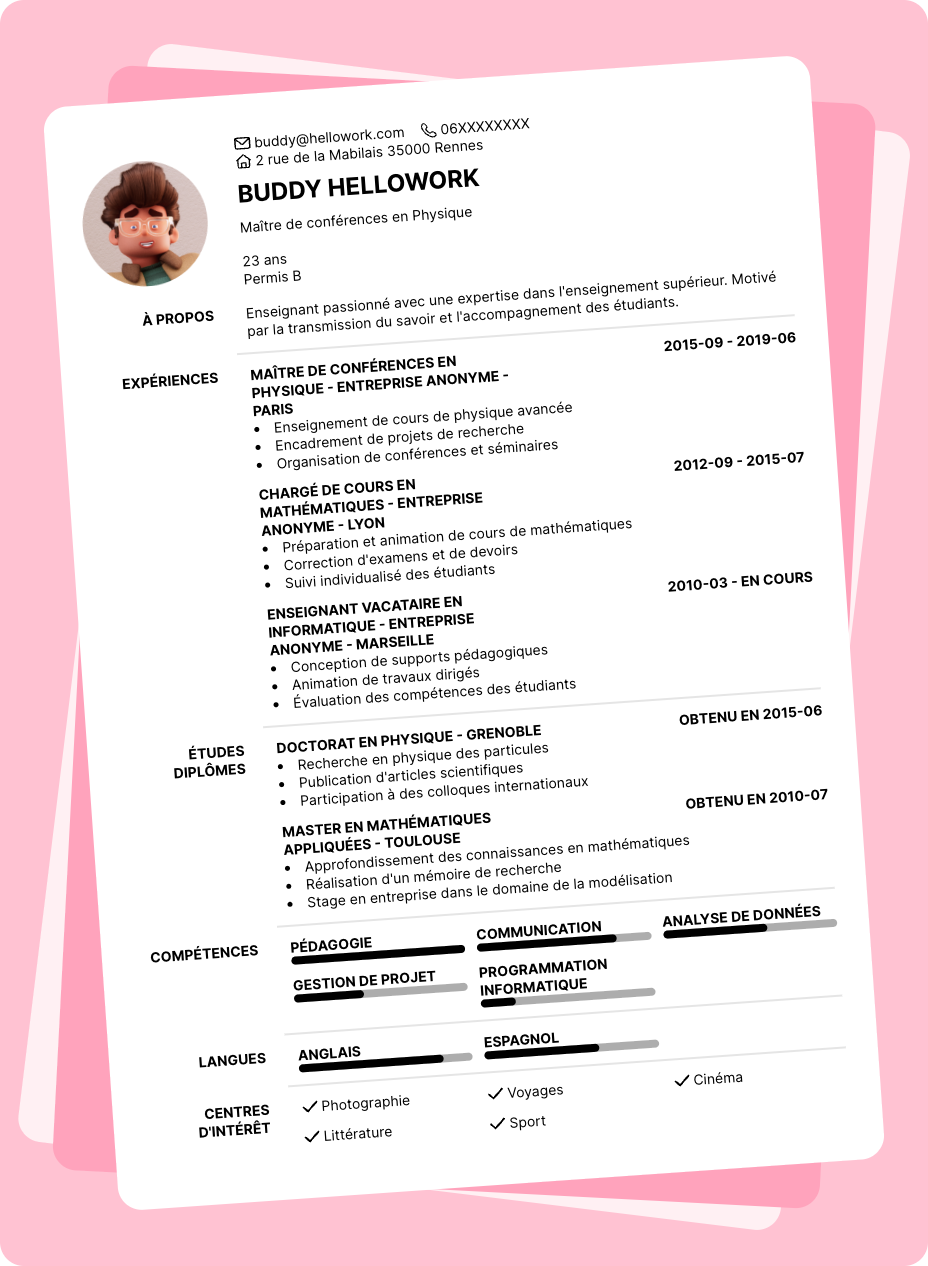 buddy@hellowork.com 06XXXXXXXX
2 rue de la Mabilais 35000 Rennes
BUDDY HELLOWORK
Maître de conférences en Physique
23 ans
Permis B
À PROPOS
Enseignant passionné avec une expertise dans l'enseignement supérieur. Motivé
par la transmission du savoir et l'accompagnement des étudiants.
EXPÉRIENCES
MAÎTRE DE CONFÉRENCES EN
PHYSIQUE - ENTREPRISE ANONYME -
PARIS
2015-09 - 2019-06
• Enseignement de cours de physique avancée
• Encadrement de projets de recherche
• Organisation de conférences et séminaires
CHARGÉ DE COURS EN
MATHÉMATIQUES - ENTREPRISE
ANONYME - LYON
2012-09 - 2015-07
• Préparation et animation de cours de mathématiques
• Correction d'examens et de devoirs
• Suivi individualisé des étudiants
ENSEIGNANT VACATAIRE EN
INFORMATIQUE - ENTREPRISE
ANONYME - MARSEILLE
2010-03 - EN COURS
• Conception de supports pédagogiques
• Animation de travaux dirigés
• Évaluation des compétences des étudiants
ÉTUDES
DIPLÔMES
DOCTORAT EN PHYSIQUE - GRENOBLE
OBTENU EN 2015-06
• Recherche en physique des particules
• Publication d'articles scientifiques
• Participation à des colloques internationaux
MASTER EN MATHÉMATIQUES
APPLIQUÉES - TOULOUSE
OBTENU EN 2010-07
• Approfondissement des connaissances en mathématiques
• Réalisation d'un mémoire de recherche
• Stage en entreprise dans le domaine de la modélisation
COMPÉTENCES
PÉDAGOGIE
COMMUNICATION
ANALYSE DE DONNÉES
GESTION DE PROJET
PROGRAMMATION
INFORMATIQUE
LANGUES
ANGLAIS
ESPAGNOL
CENTRES
D'INTÉRÊT
Photographie
Voyages
Cinéma
Littérature
Sport